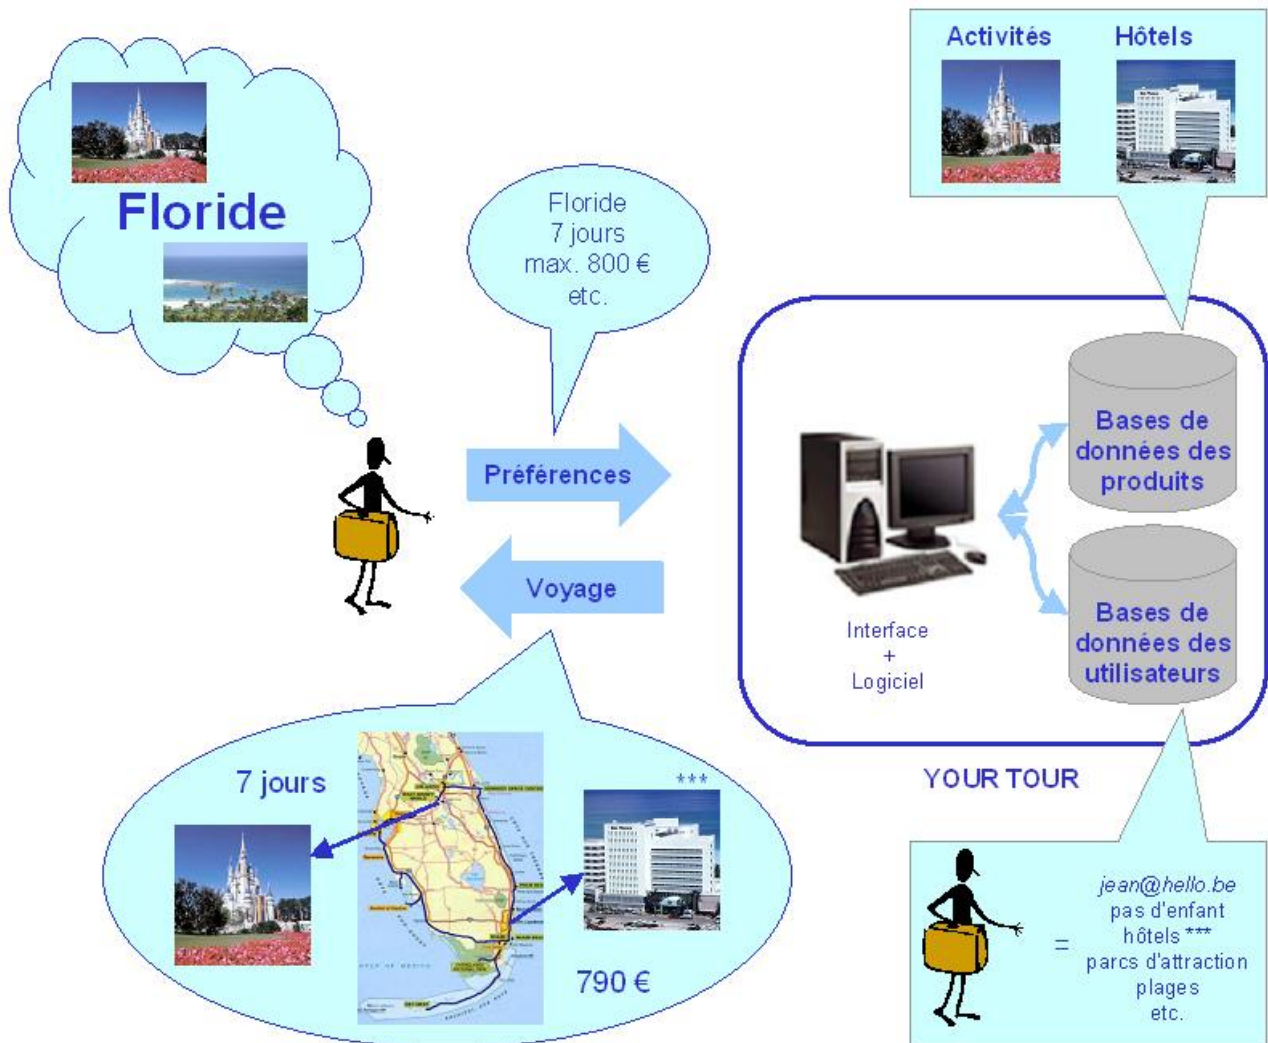 Activités Hôtels
Floride
Floride
7 jours
max. 800 €
etc.
Préférences
Voyage
Bases de
données des
produits
Bases de
données des
utilisateurs
Interface
+
Logiciel
YOUR TOUR
7 jours
***
790 €
=
jean@hello.be
pas d'enfant
hôtels ***
parcs d'attraction
plages
etc.